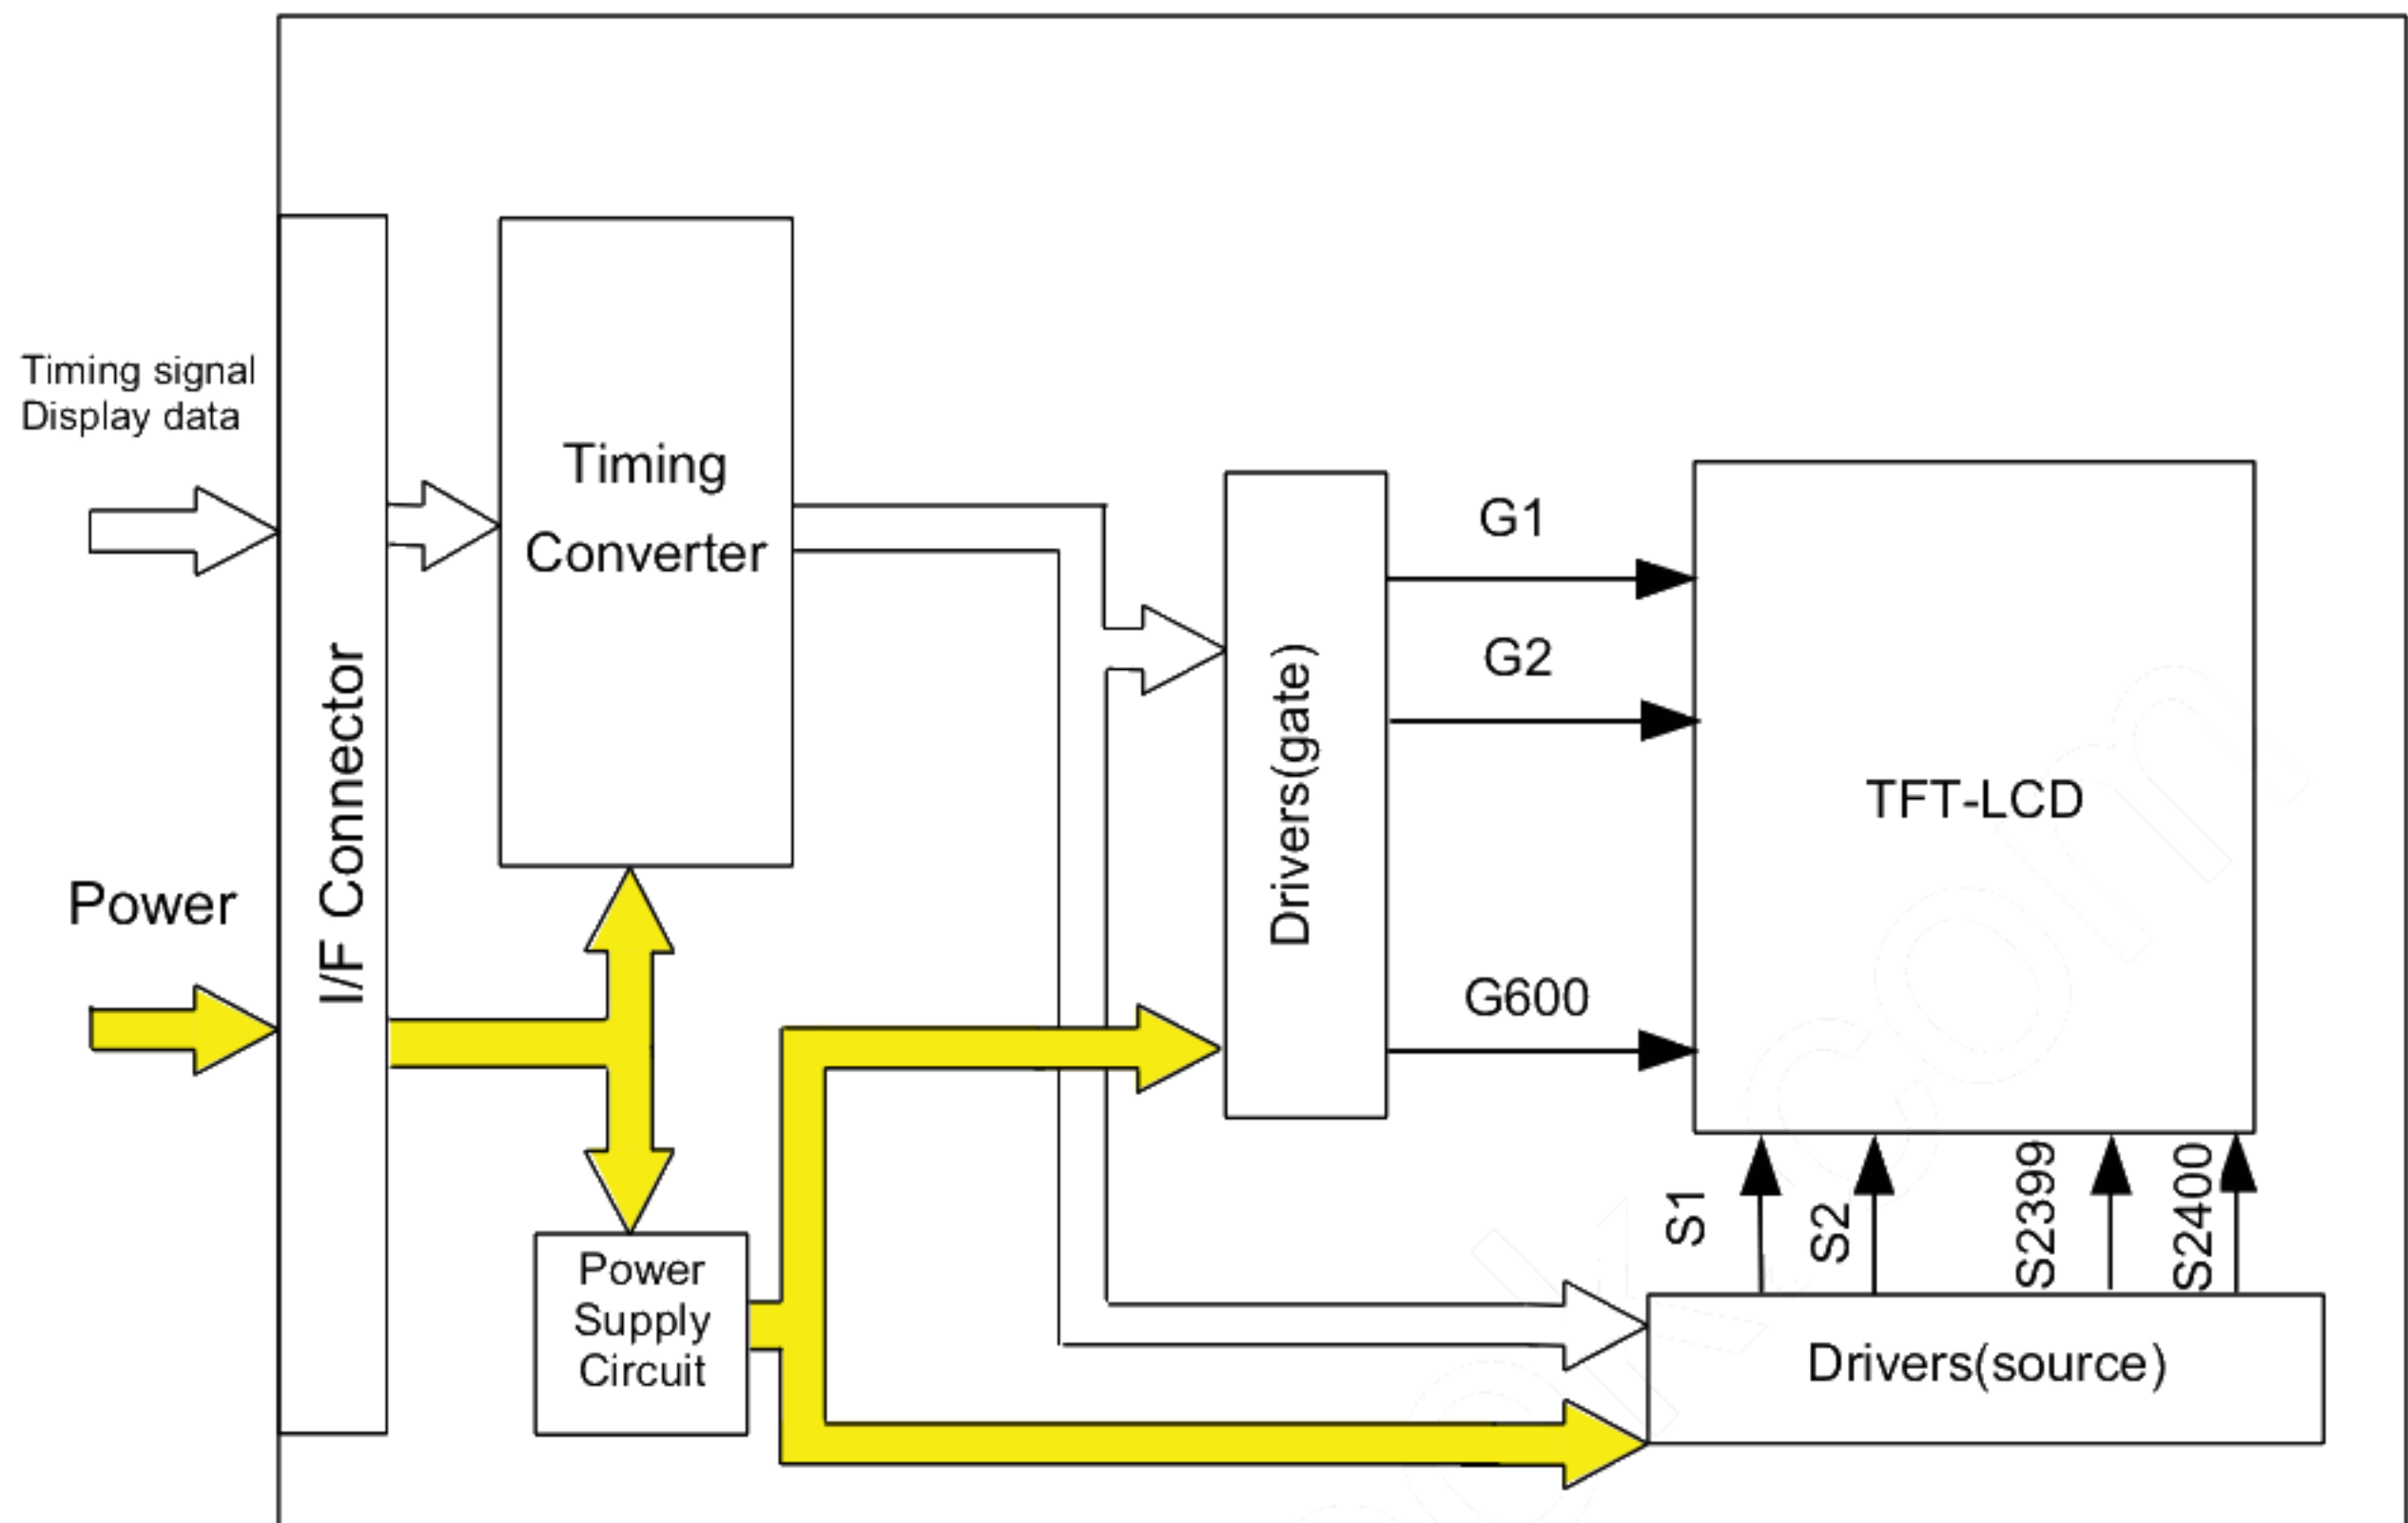 Timing signal
Display data
Power
I/F Connector
Timing
Converter
Power
Supply
Circuit
Drivers(gate)
G1
G2
G600
TFT-LCD
S1
S2
S2399
S2400
Drivers(source)